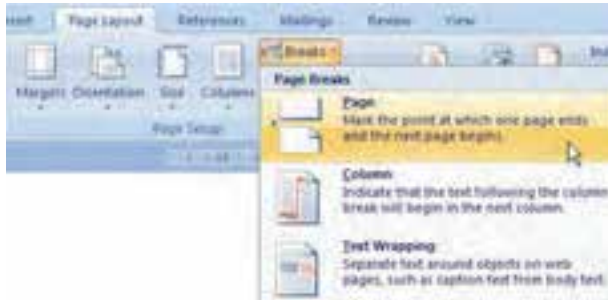 Page Layout References Mailings Review View
Breaks
Margins Orientation Size Columns
Page Setup
Page Breaks
Page
Mark the point at which one page ends
and the next page begins.
Column
Indicate that the text following the column
break will begin in the next column.
Text Wrapping
Separate text around objects on web
pages, such as caption text from body text.